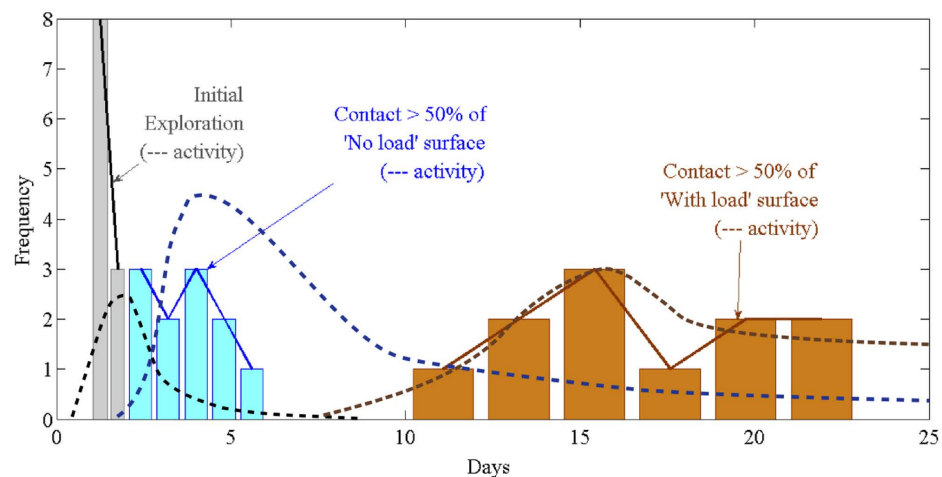 8
7
6
5
4
3
2
1
0
Frequency
Initial
Exploration
(--- activity)
Contact > 50% of
'No load' surface
(--- activity)
Contact > 50% of
'With load' surface
(--- activity)
0 5 10 15 20 25
Days